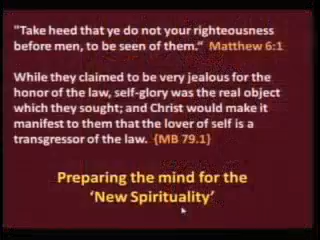 "Take heed that ye do not your righteousness
before men, to be seen of them." Matthew 6:1
While they claimed to be very jealous for the
honor of the law, self-glory was the real object
which they sought; and Christ would make it
manifest to them that the lover of self is a
transgressor of the law. {MB 79.1}
Preparing the mind for the
'New Spirituality'